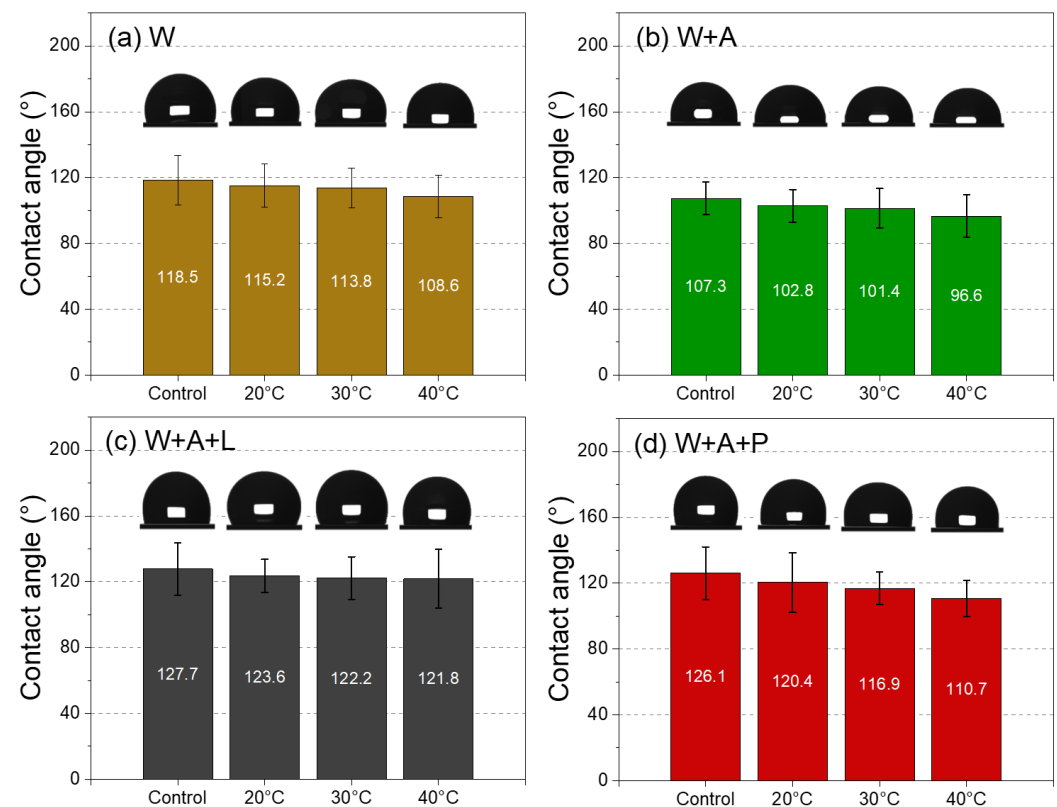 (a) W
Contact angle (°)
200
160
120
80
40
0
118.5
115.2
113.8
108.6
Control
20°C
30°C
40°C
(b) W+A
Contact angle (°)
200
160
120
80
40
0
107.3
102.8
101.4
96.6
Control
20°C
30°C
40°C
(c) W+A+L
Contact angle (°)
200
160
120
80
40
0
127.7
123.6
122.2
121.8
Control
20°C
30°C
40°C
(d) W+A+P
Contact angle (°)
200
160
120
80
40
0
126.1
120.4
116.9
110.7
Control
20°C
30°C
40°C